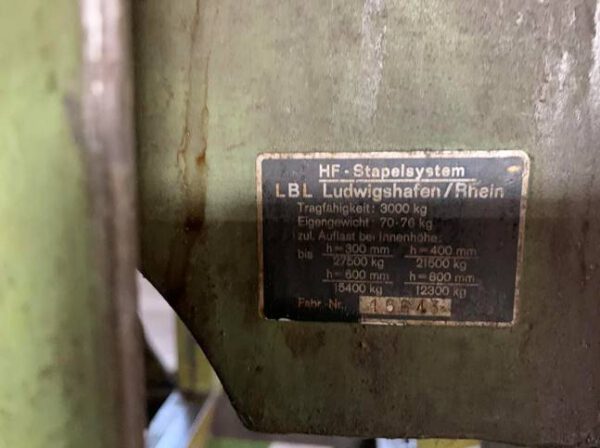 HF-Stapelsystem
LBL Ludwigshafen/Rhein
Tragfähigkeit: 3000 kg
Eigengewicht: 70-76 kg
zul. Auflast bei Innenhöhe:
bis h=300 mm h=400 mm
27500 kg 21500 kg
h=600 mm h=800 mm
15400 kg 12300 kg
Fabr.-Nr.